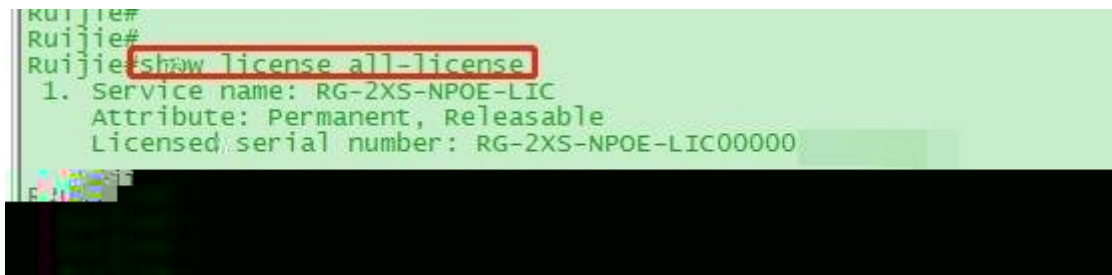 Ruijie#
Ruijie#
Ruijie#show license all-license
1. Service name: RG-2XS-NPOE-LIC
Attribute: Permanent, Releasable
Licensed serial number: RG-2XS-NPOE-LIC00000